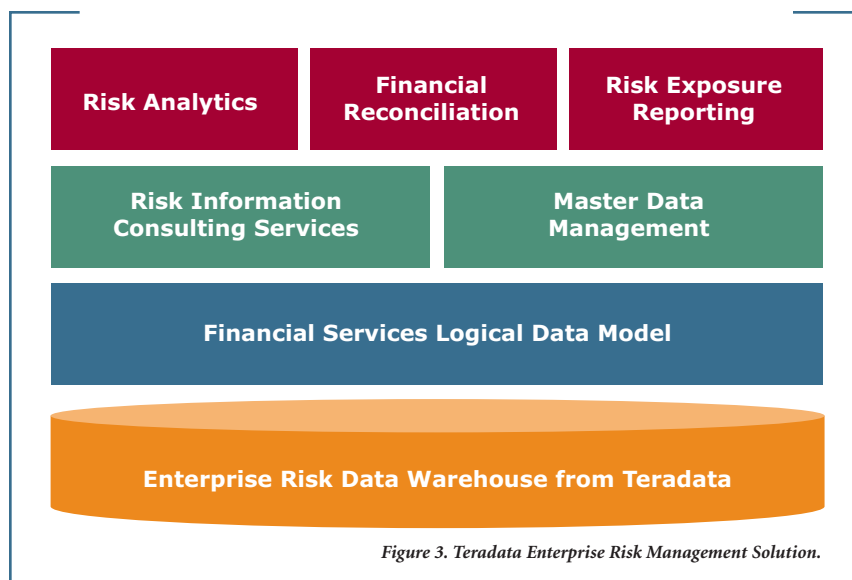 Risk Analytics
Financial
Reconciliation
Risk Exposure
Reporting
Risk Information
Consulting Services
Master Data
Management
Financial Services Logical Data Model
Enterprise Risk Data Warehouse from Teradata
Figure 3. Teradata Enterprise Risk Management Solution.